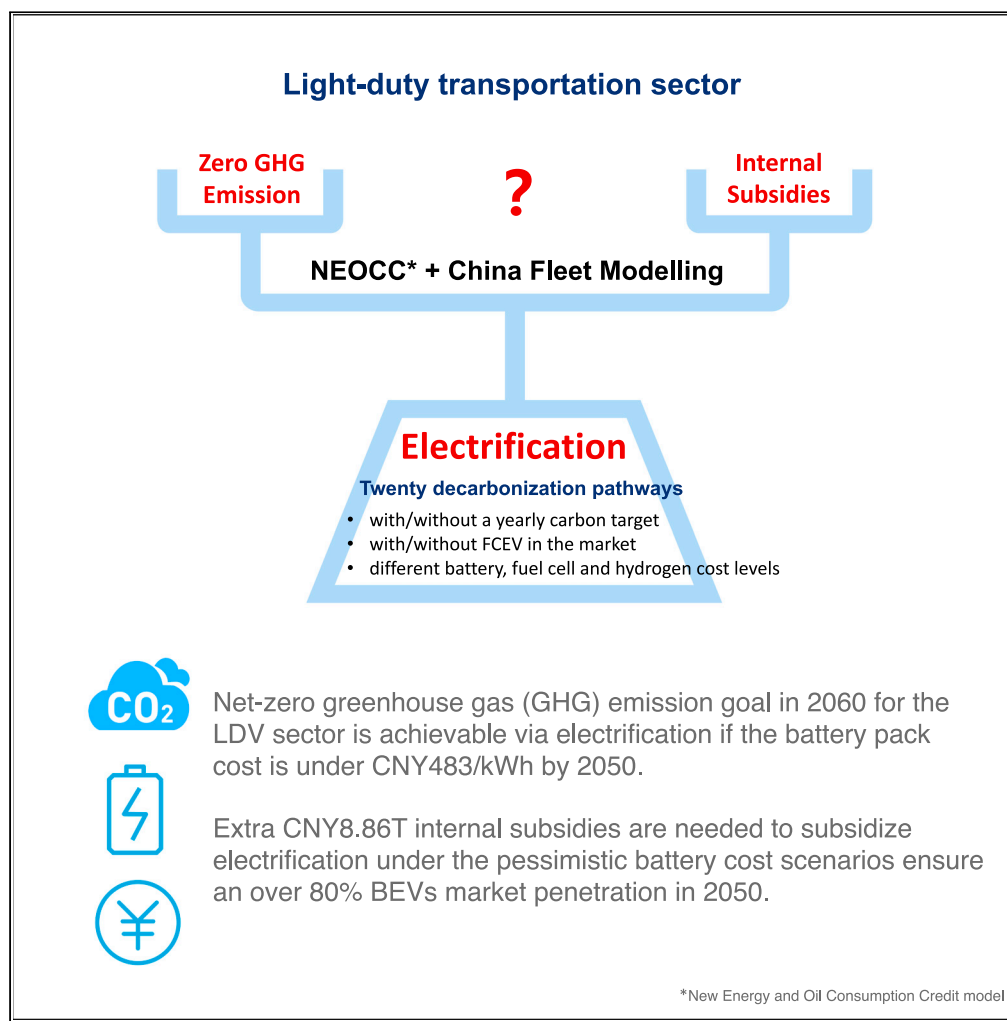 Light-duty transportation sector
Zero GHG
Emission
?
Internal
Subsidies
NEOCC* + China Fleet Modelling
Electrification
Twenty decarbonization pathways
• with/without a yearly carbon target
• with/without FCEV in the market
• different battery, fuel cell and hydrogen cost levels
CO2
Net-zero greenhouse gas (GHG) emission goal in 2060 for the
LDV sector is achievable via electrification if the battery pack
cost is under CNY483/kWh by 2050.
Extra CNY8.86T internal subsidies are needed to subsidize
electrification under the pessimistic battery cost scenarios ensure
an over 80% BEVs market penetration in 2050.
¥
*New Energy and Oil Consumption Credit model